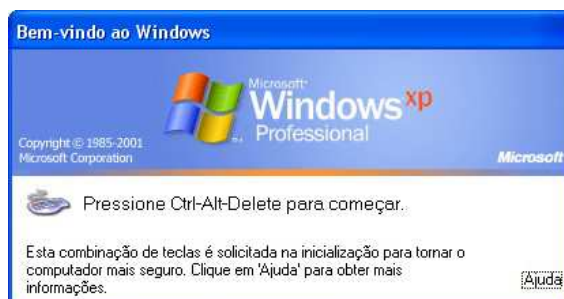 Bem-vindo ao Windows
Microsoft
Windows xp
Professional
Copyright © 1985-2001
Microsoft Corporation
Microsoft
Pressione Ctrl-Alt-Delete para começar.
Esta combinação de teclas é solicitada na inicialização para tornar o
computador mais seguro. Clique em 'Ajuda' para obter mais
informações.
Ajuda